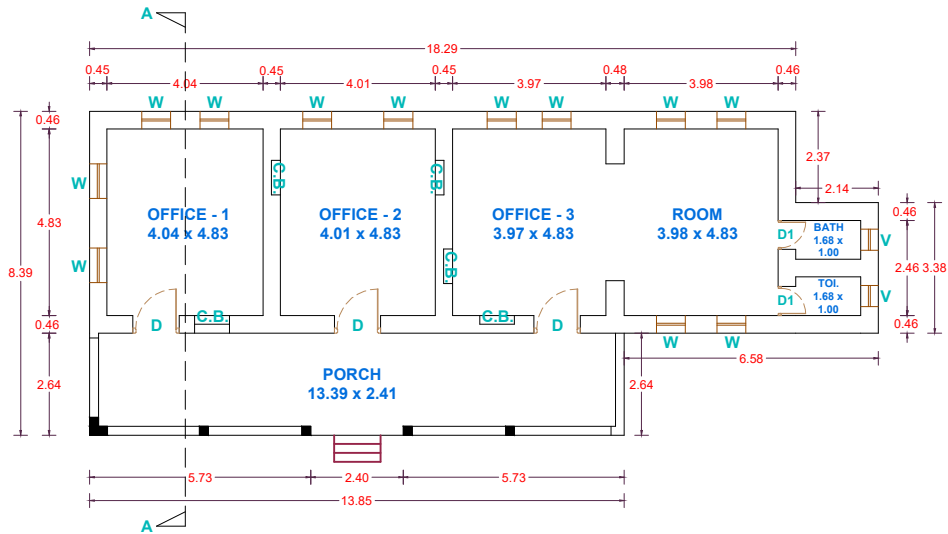 A
18.29
0.45
4.04
0.45
4.01
0.45
3.97
0.48
3.98
0.46
W W W W W W W W
0.46
2.37
2.14
W
C.B.
C.B.
4.83
OFFICE - 1
4.04 x 4.83
OFFICE - 2
4.01 x 4.83
OFFICE - 3
3.97 x 4.83
ROOM
3.98 x 4.83
0.46
D1
BATH
1.68 x
1.00
V
8.39
W
C.B.
2.46
3.38
D1
TOI.
1.68 x
1.00
V
0.46
D
C.B.
D
C.B.
D
W W
0.46
6.58
2.64
PORCH
13.39 x 2.41
2.64
5.73
2.40
5.73
13.85
A